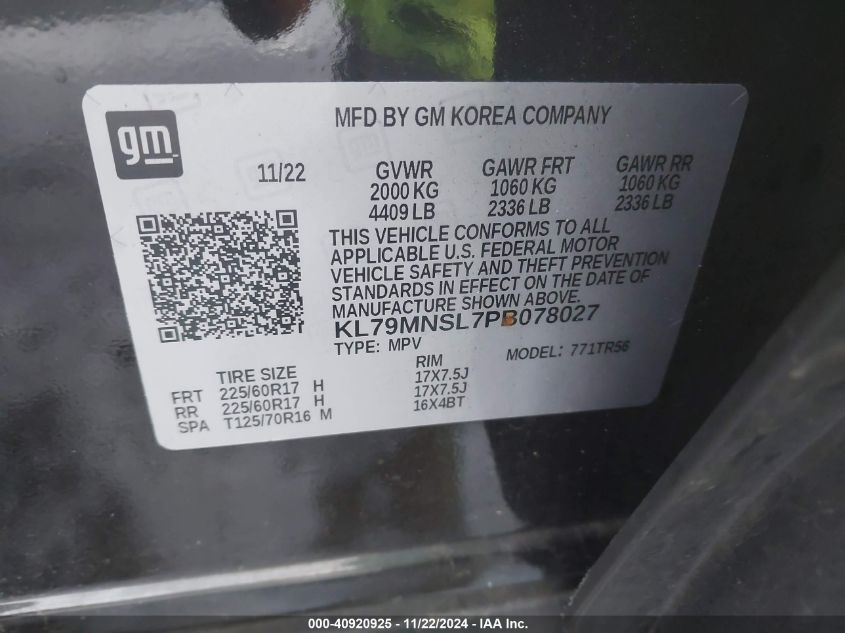 MFD BY GM KOREA COMPANY
gm
11/22 GVWR GAWR FRT GAWR RR
2000 KG 1060 KG 1060 KG
4409 LB 2336 LB 2336 LB
THIS VEHICLE CONFORMS TO ALL
APPLICABLE U.S. FEDERAL MOTOR
VEHICLE SAFETY AND THEFT PREVENTION
STANDARDS IN EFFECT ON THE DATE OF
MANUFACTURE SHOWN ABOVE.
KL79MNSL7PB078027
TYPE: MPV MODEL: 771TR56
TIRE SIZE RIM
FRT 225/60R17 H 17X7.5J
RR 225/60R17 H 17X7.5J
SPA T125/70R16 M 16X4BT
000-40920925 - 11/22/2024 - IAA Inc.